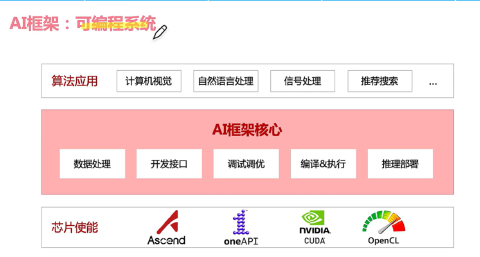 AI框架：可编程系统
算法应用 计算机视觉 自然语言处理 信号处理 推荐搜索 ...
AI框架核心
数据处理 开发接口 调试调优 编译&执行 推理部署
芯片使能 Ascend oneAPI NVIDIA. CUDA OpenCL